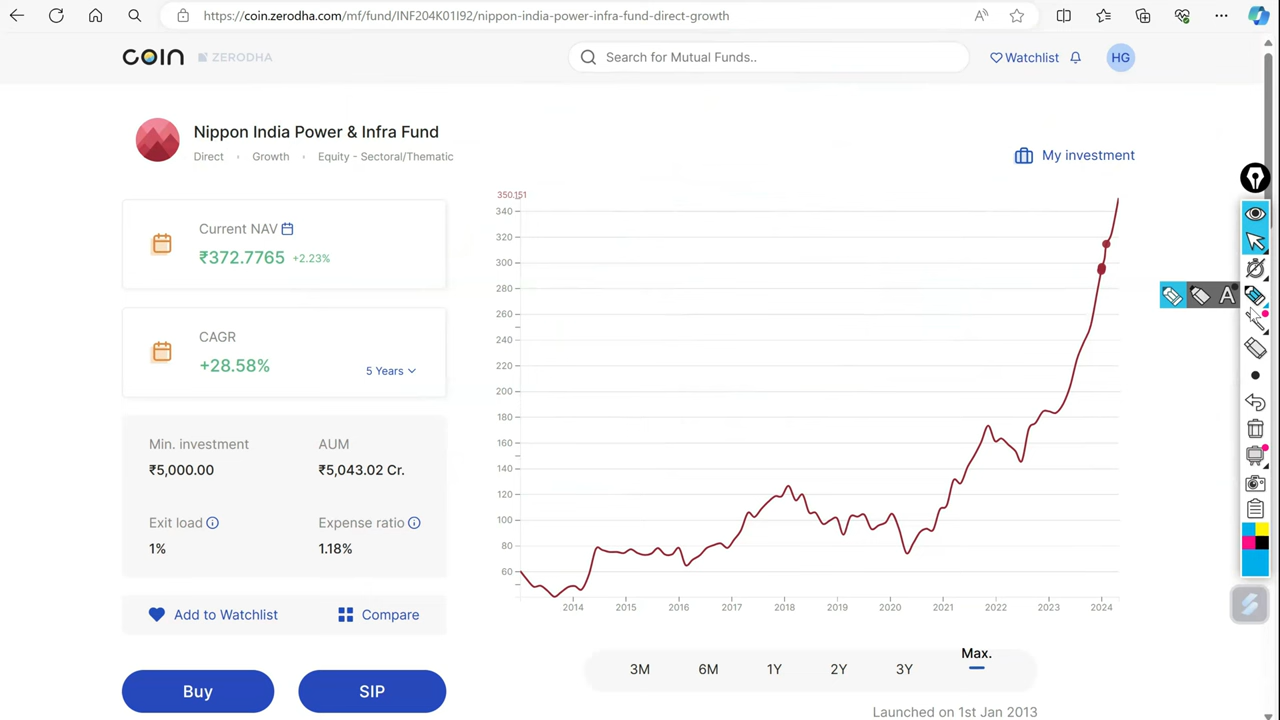 https://coin.zerodha.com/mf/fund/INF204K01I92/nippon-india-power-infra-fund-direct-growth
A
coin
ZERODHA
Search for Mutual Funds..
Watchlist
HG
Nippon India Power & Infra Fund
Direct
Growth
Equity - Sectoral/Thematic
My investment
Current NAV
₹372.7765 +2.23%
CAGR
+28.58%
5 Years
Min. investment
AUM
₹5,000.00
₹5,043.02 Cr.
Exit load
Expense ratio
1%
1.18%
Add to Watchlist
Compare
Buy
SIP
350.151
340
320
300
280
260
240
220
200
180
160
140
120
100
80
60
2014 2015 2016 2017 2018 2019 2020 2021 2022 2023 2024
3M 6M 1Y 2Y 3Y Max.
Launched on 1st Jan 2013
A